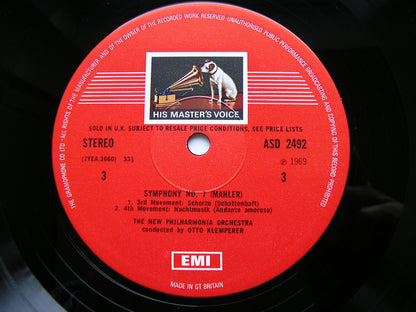 ALL RIGHTS OF THE MANUFACTURER AND OF THE OWNER OF THE RECORDED WORK RESERVED. UNAUTHORISED PUBLIC PERFORMANCE BROADCASTING AND COPYING OF THIS RECORD PROHIBITED
THE GRAMOPHONE CO LTD
HIS MASTER'S VOICE
SOLD IN U.K. SUBJECT TO RESALE PRICE CONDITIONS, SEE PRICE LISTS
STEREO ASD 2492
(2YEA.3660) 33⅓ ℗ 1969
3 3
SYMPHONY NO. 7 (MAHLER)
1. 3rd Movement: Scherzo (Schattenhaft)
2. 4th Movement: Nachtmusik (Andante amoroso)
THE NEW PHILHARMONIA ORCHESTRA
conducted by OTTO KLEMPERER
EMI
MADE IN GT BRITAIN